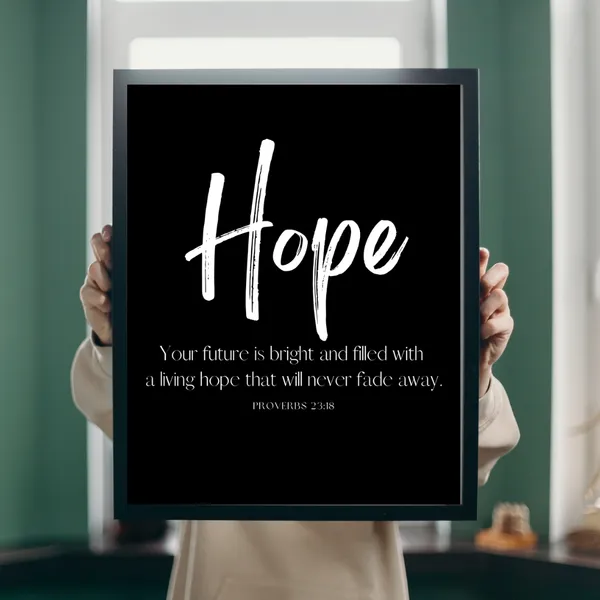 Hope
Your future is bright and filled with
a living hope that will never fade away.
PROVERBS 23:18